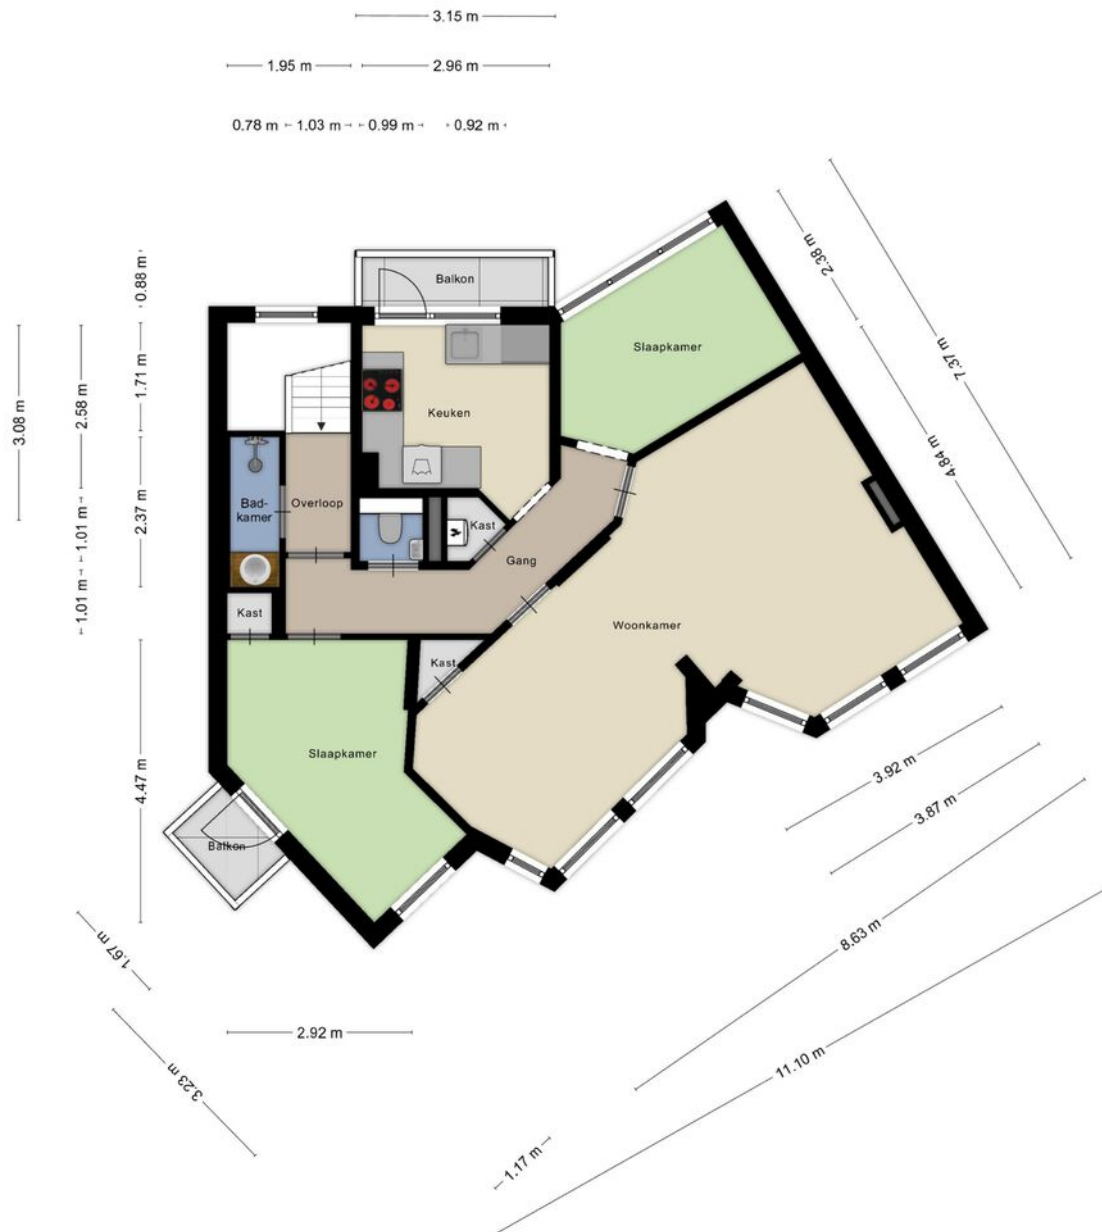 3.15 m
1.95 m
2.96 m
0.78 m
1.03 m
0.99 m
0.92 m
0.88 m
2.38 m
7.37 m
Balkon
Slaapkamer
1.71 m
2.58 m
3.08 m
Keuken
4.84 m
2.37 m
1.01 m
1.01 m
Bad-
kamer
Overloop
Kast
Gang
Kast
Woonkamer
Kast
Slaapkamer
4.47 m
Balkon
3.92 m
3.87 m
8.63 m
1.67 m
2.92 m
3.23 m
11.10 m
1.17 m